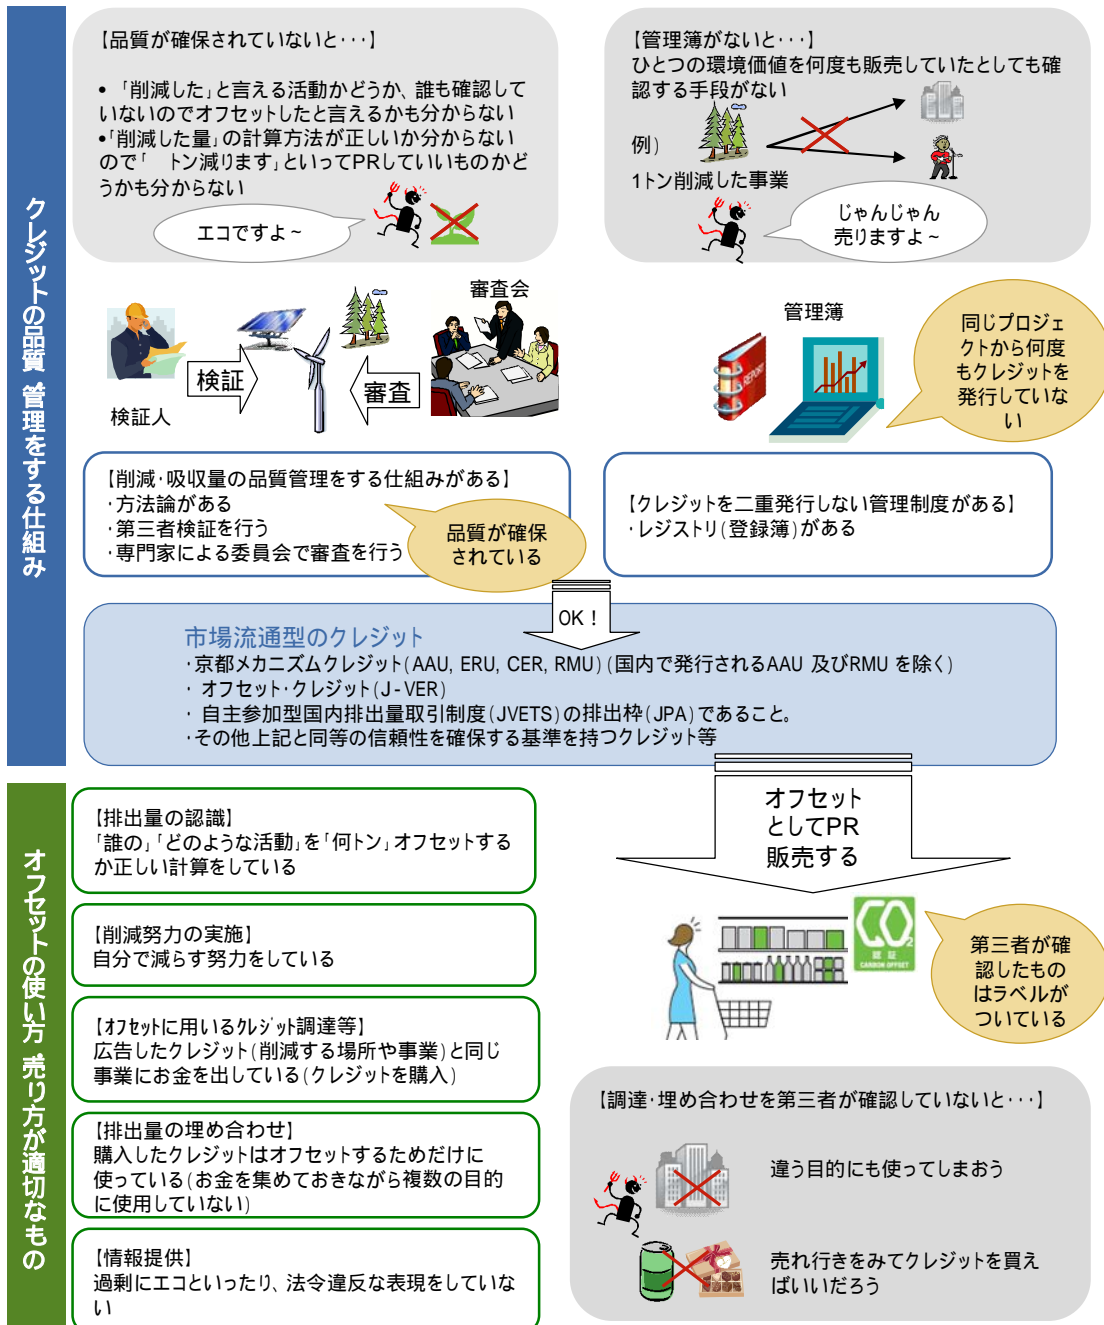 クレジットの品質・管理をする仕組み
【品質が確保されていないと･･･】
• 「削減した」と言える活動かどうか、誰も確認して
いないのでオフセットしたと言えるかも分からない
•「削減した量」の計算方法が正しいか分からない
ので「　トン減ります」といってPRしていいものかど
うかも分からない
エコですよ～
【管理簿がないと･･･】
ひとつの環境価値を何度も販売していたとしても確
認する手段がない
例）
1トン削減した事業
じゃんじゃん
売りますよ～
検証人
検証
審査
審査会
管理簿
REPORT
同じプロジェ
クトから何度
もクレジットを
発行していな
い
【削減・吸収量の品質管理をする仕組みがある】
・方法論がある
・第三者検証を行う
・専門家による委員会で審査を行う
品質が確保
されている
【クレジットを二重発行しない管理制度がある】
・レジストリ（登録簿）がある
OK！
市場流通型のクレジット
・京都メカニズムクレジット（AAU, ERU, CER, RMU）（国内で発行されるAAU 及びRMU を除く）
・ オフセット・クレジット（J-VER）
・ 自主参加型国内排出量取引制度（JVETS）の排出枠（JPA）であること。
・その他上記と同等の信頼性を確保する基準を持つクレジット等
オフセットの使い方・売り方が適切なもの
【排出量の認識】
「誰の」「どのような活動」を「何トン」オフセットする
か正しい計算をしている
【削減努力の実施】
自分で減らす努力をしている
【オフセットに用いるクレジット調達等】
広告したクレジット（削減する場所や事業）と同じ
事業にお金を出している（クレジットを購入）
【排出量の埋め合わせ】
購入したクレジットはオフセットするためだけに
使っている（お金を集めておきながら複数の目的
に使用していない）
【情報提供】
過剰にエコといったり、法令違反な表現をしていな
い
オフセット
としてPR
販売する
CO2
認証
CARBON OFFSET
第三者が確
認したもの
はラベルが
ついている
【調達・埋め合わせを第三者が確認していないと･･･】
違う目的にも使ってしまおう
売れ行きをみてクレジットを買え
ばいいだろう